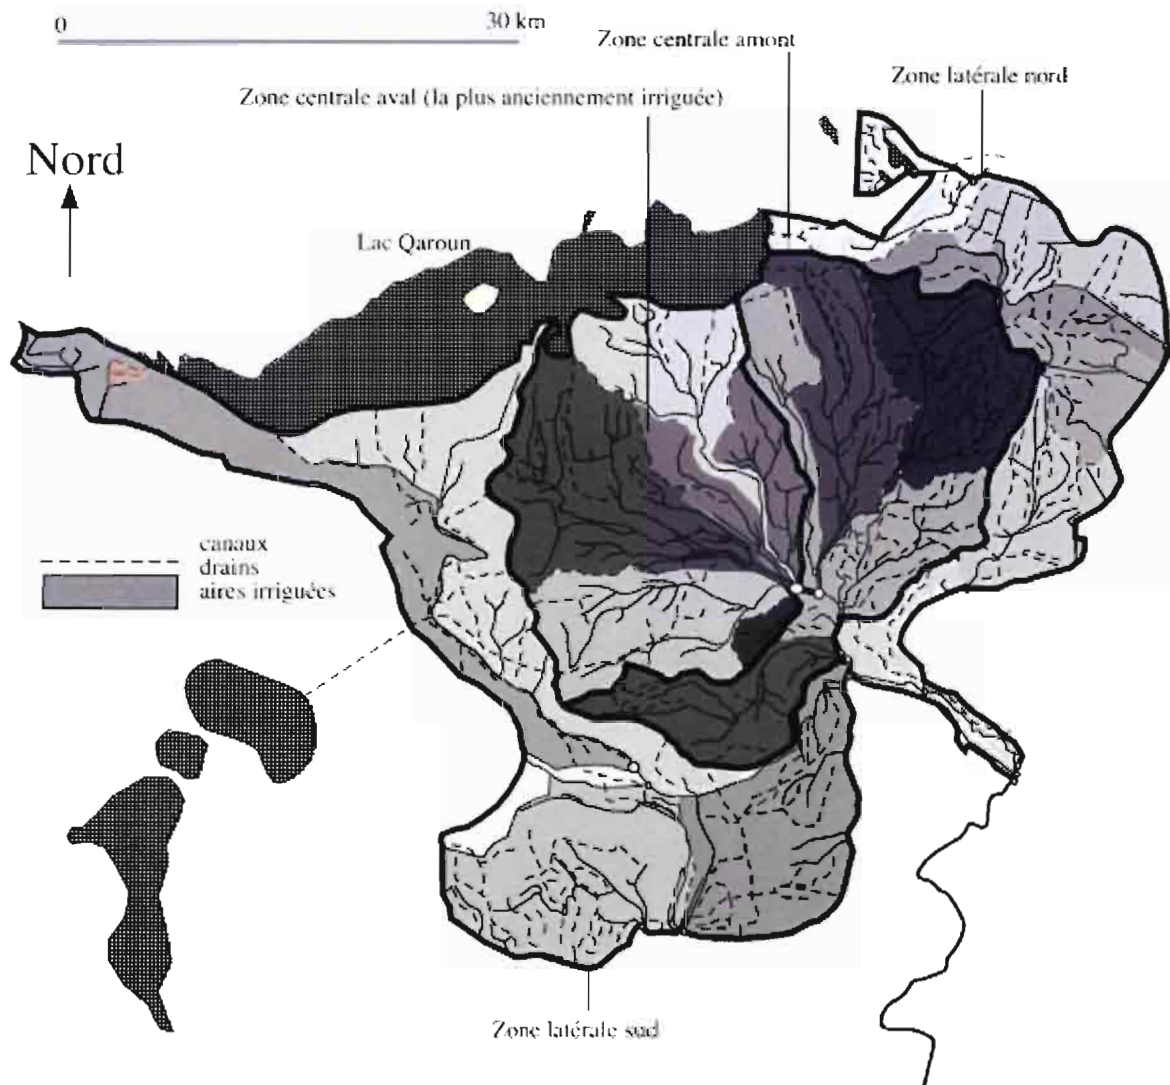 0 30 km
Zone centrale amont
Zone latérale nord
Zone centrale aval (la plus anciennement irriguée)
Nord
Lac Qaroun
canaux
drains
aires irriguées
Zone latérale sud